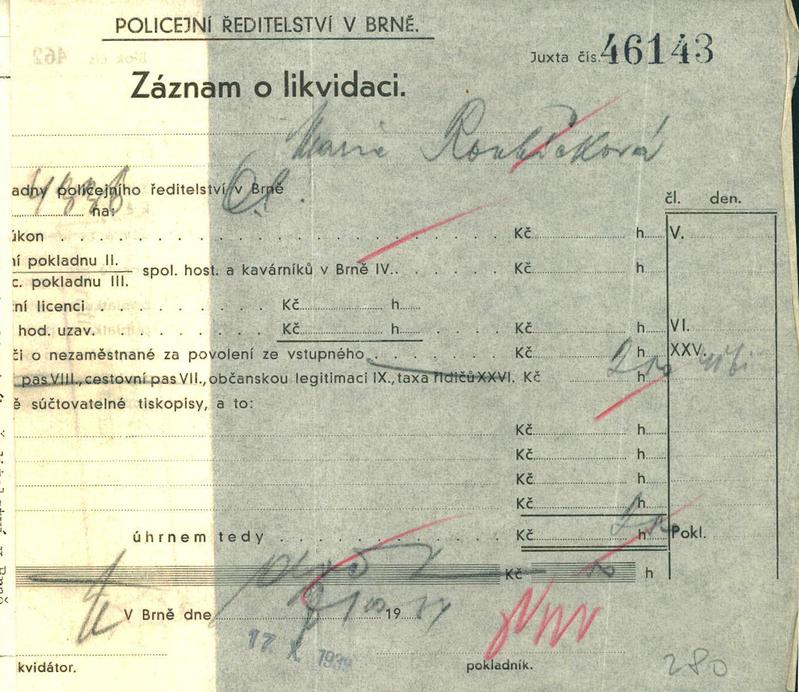 POLICEJNÍ ŘEDITELSTVÍ V BRNĚ.
Juxta čís. 46143
Záznam o likvidaci.
Marie Roubíčková
adny policejního ředitelství v Brně
na:
čl. den.
úkon Kč h V.
ní pokladnu II.
c. pokladnu III. spol. host. a kavárníků v Brně IV.. Kč h
ní licenci Kč h
hod. uzav. Kč h Kč h VI.
či o nezaměstnané za povolení ze vstupného Kč h XXV.
pas VIII., cestovní pas VII., občanskou legitimaci IX., taxa řidičů XXVI. Kč
ě súčtovatelné tiskopisy, a to:
Kč h
Kč h
Kč h
Kč h
úhrnem tedy Kč h Pokl.
Kč h
V Brně dne 19
17. X. 1939
kvidátor.
pokladník.
280